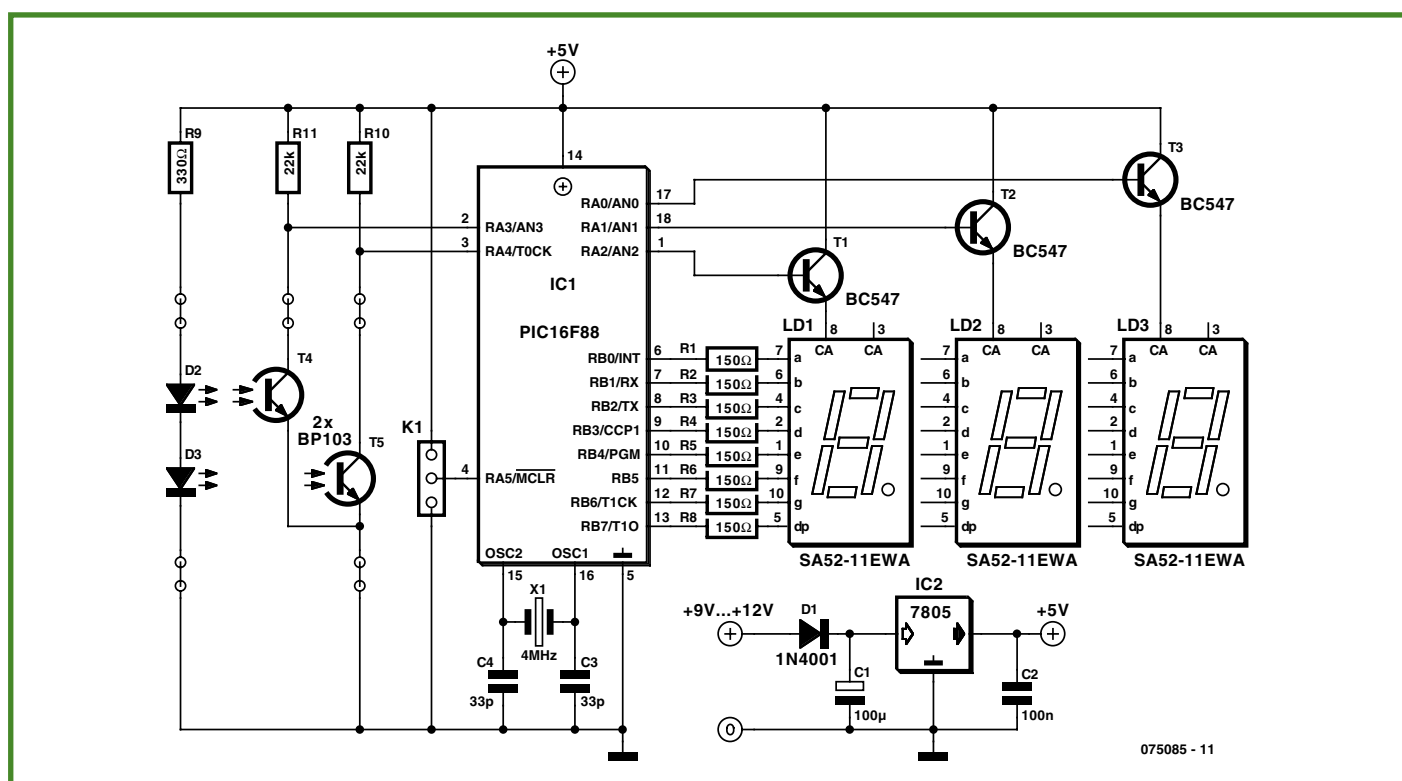 +5V
R9
330Ω
R11
22k
R10
22k
14
T3
BC547
T2
BC547
T1
BC547
2
RA3/AN3
3
RA4/T0CK
RA0/AN0
17
RA1/AN1
18
RA2/AN2
1
IC1
PIC16F88
RB0/INT
6
R1
150Ω
RB1/RX
7
R2
150Ω
RB2/TX
8
R3
150Ω
RB3/CCP1
9
R4
150Ω
RB4/PGM
10
R5
150Ω
RB5
11
R6
150Ω
RB6/T1CK
12
R7
150Ω
RB7/T1O
13
R8
150Ω
4
RA5/MCLR
OSC2
15
OSC1
16
5
D2
D3
T4
2x
BP103
T5
K1
X1
4MHz
C4
33p
C3
33p
LD1
8
CA
3
CA
7 a
6 b
4 c
2 d
1 e
9 f
10 g
5 dp
SA52-11EWA
LD2
8
CA
3
CA
7 a
6 b
4 c
2 d
1 e
9 f
10 g
5 dp
SA52-11EWA
LD3
8
CA
3
CA
7 a
6 b
4 c
2 d
1 e
9 f
10 g
5 dp
SA52-11EWA
+9V...+12V
D1
1N4001
IC2
7805
+5V
C1
100µ
C2
100n
0
075085 - 11